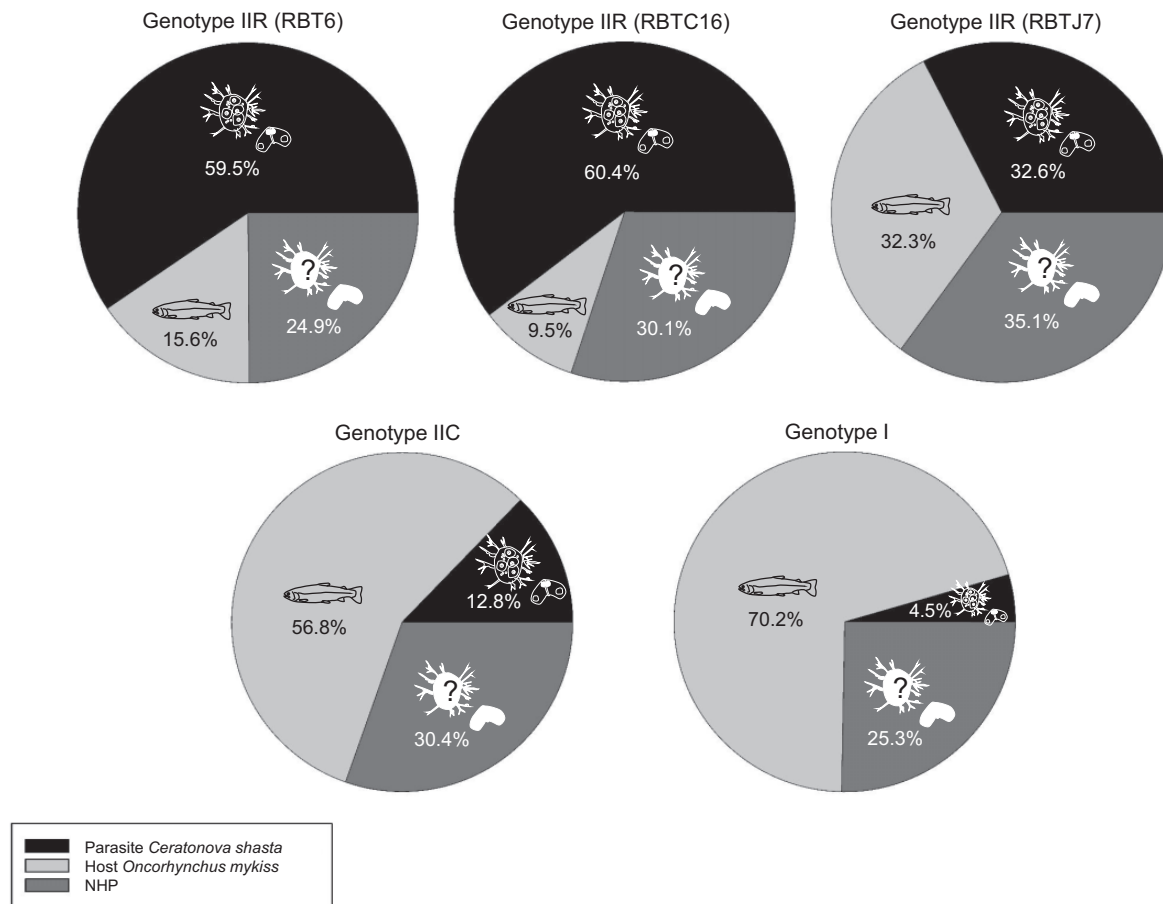 Genotype IIR (RBT6)
59.5%
15.6%
?
24.9%
Genotype IIR (RBTC16)
60.4%
9.5%
?
30.1%
Genotype IIR (RBTJ7)
32.6%
32.3%
?
35.1%
Genotype IIC
12.8%
56.8%
?
30.4%
Genotype I
4.5%
70.2%
?
25.3%
Parasite Ceratonova shasta
Host Oncorhynchus mykiss
NHP